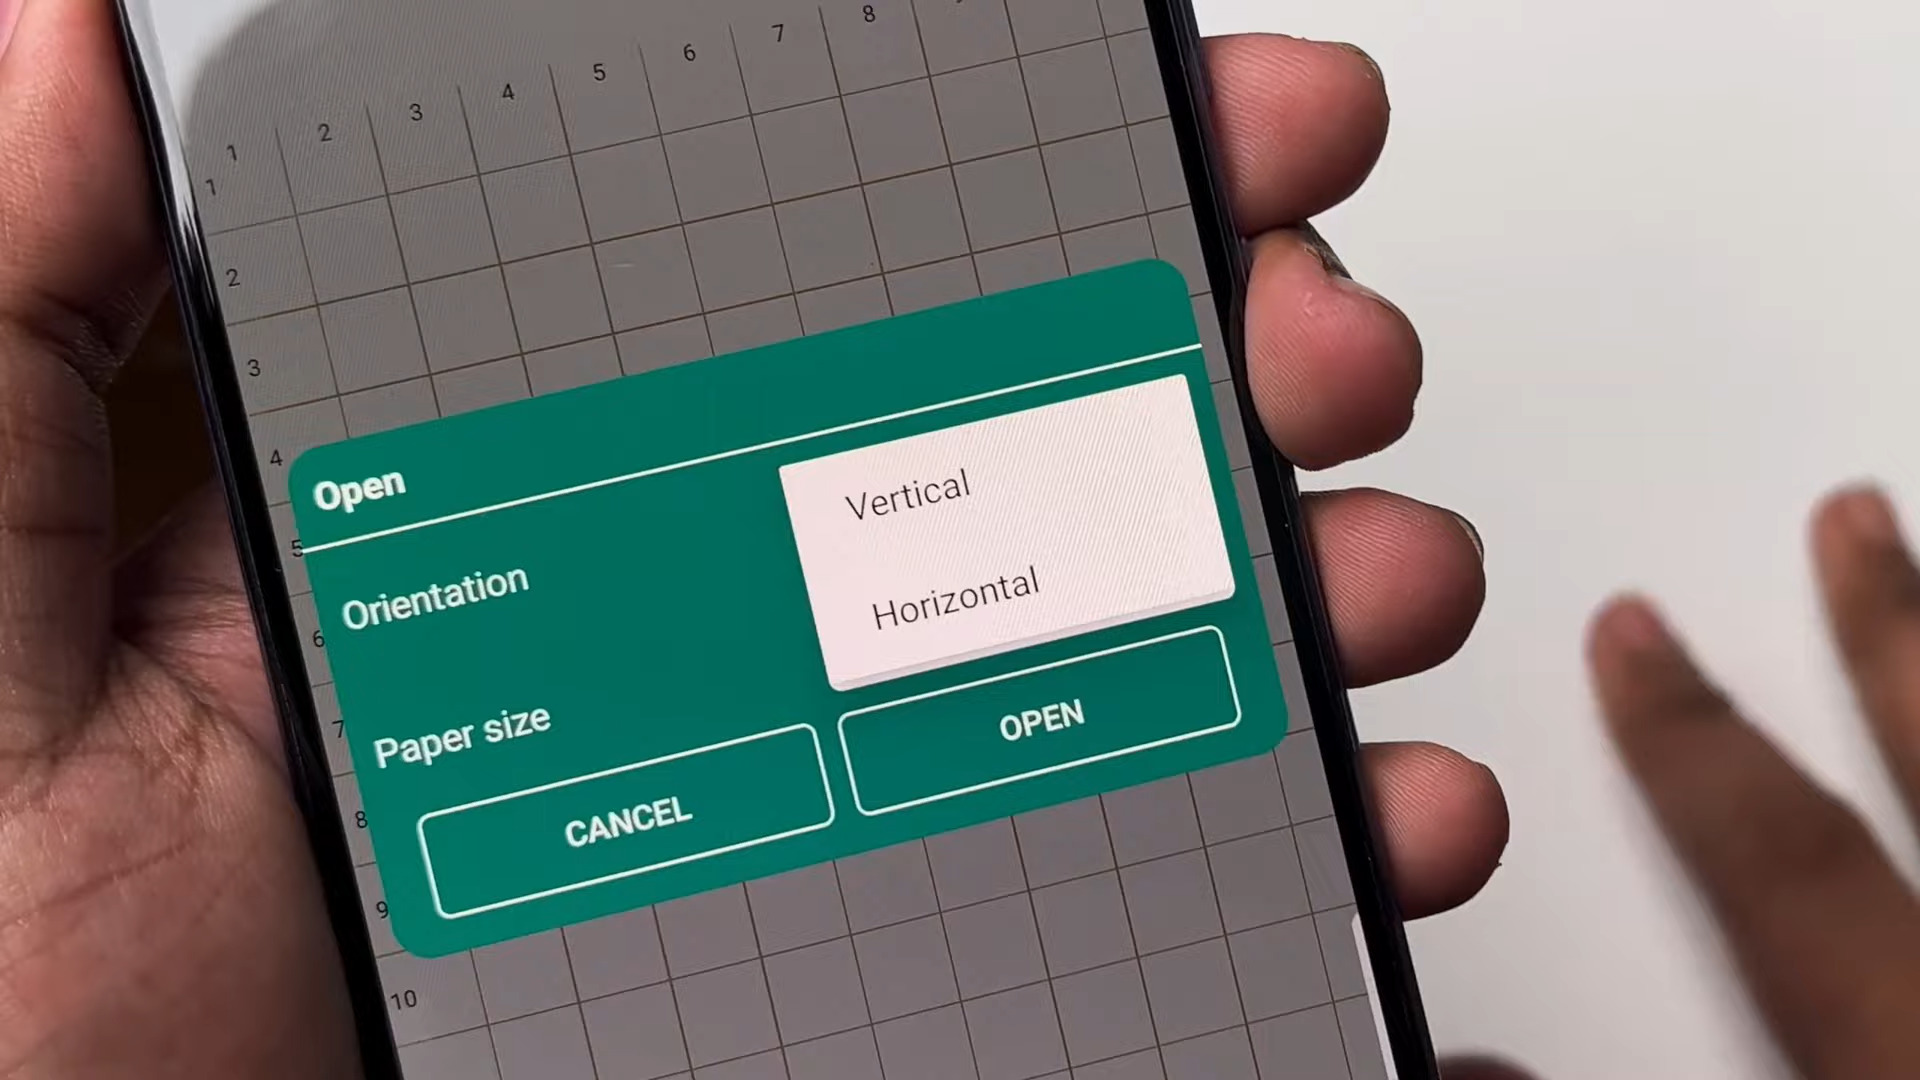 1 2 3 4 5 6 7 8
1
2
3
4
5
6
7
8
9
10
Open
Orientation
Vertical
Horizontal
Paper size
CANCEL
OPEN